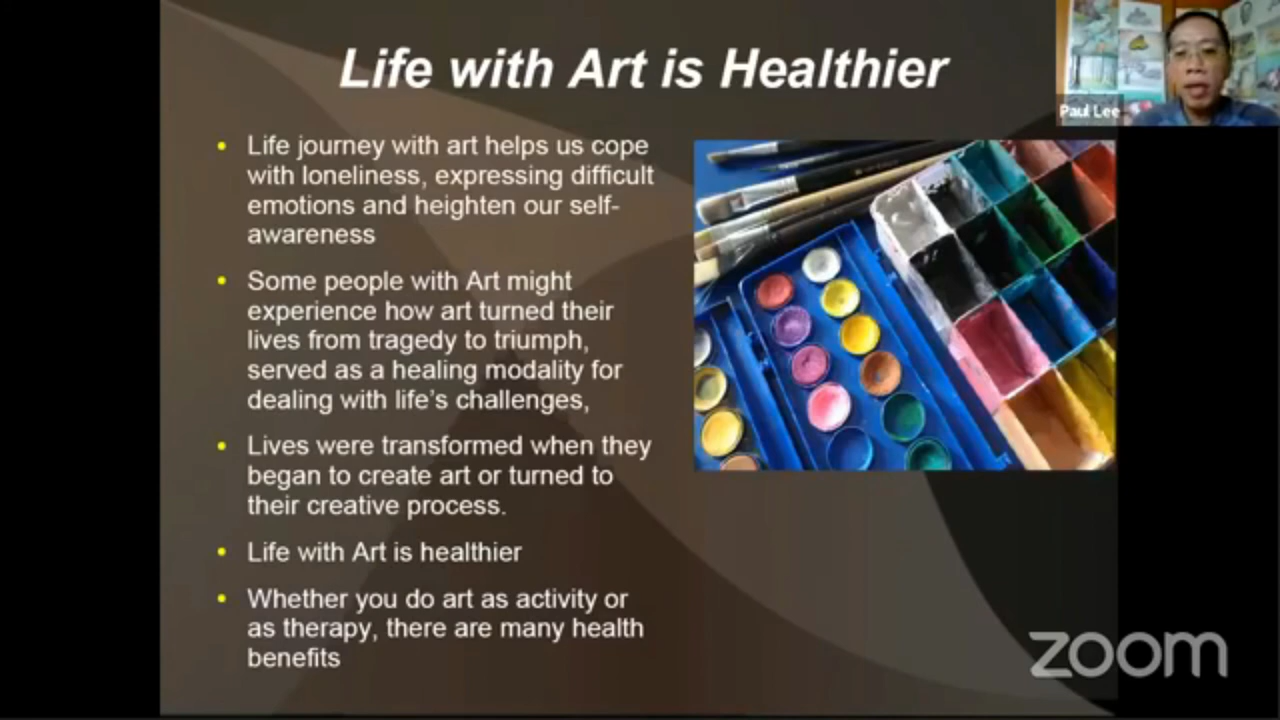 Life with Art is Healthier
Paul Lee
• Life journey with art helps us cope
with loneliness, expressing difficult
emotions and heighten our self-
awareness
• Some people with Art might
experience how art turned their
lives from tragedy to triumph,
served as a healing modality for
dealing with life's challenges,
• Lives were transformed when they
began to create art or turned to
their creative process.
• Life with Art is healthier
• Whether you do art as activity or
as therapy, there are many health
benefits
zoom